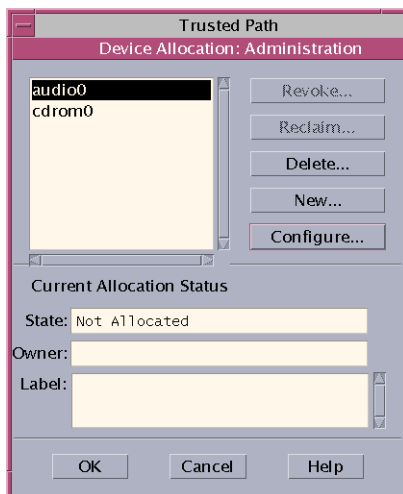 Trusted Path
Device Allocation: Administration
audio0
cdrom0
Revoke...
Reclaim...
Delete...
New...
Configure...
Current Allocation Status
State: Not Allocated
Owner:
Label:
OK Cancel Help